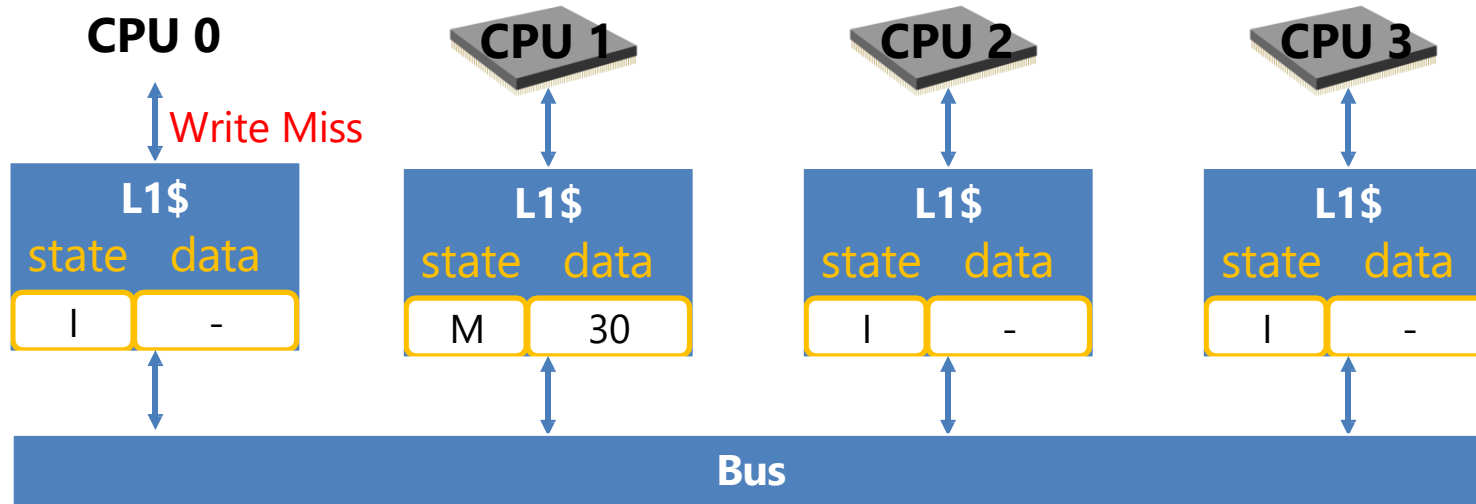 CPU 0
CPU 1
CPU 2
CPU 3
Write Miss
L1$
L1$
L1$
L1$
state data
state data
state data
state data
I -
M 30
I -
I -
Bus